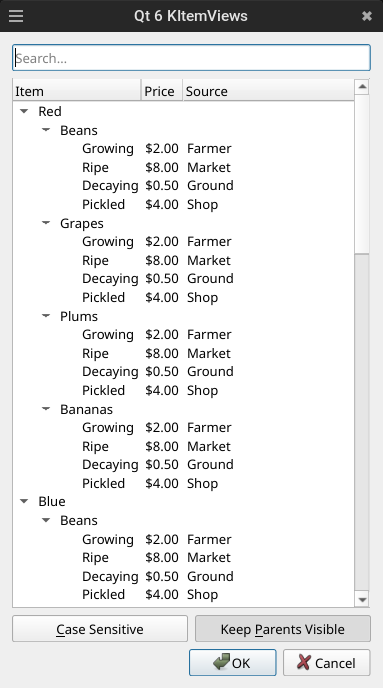 Qt 6 KItemViews
Search...
Item Price Source
Red
Beans
Growing $2.00 Farmer
Ripe $8.00 Market
Decaying $0.50 Ground
Pickled $4.00 Shop
Grapes
Growing $2.00 Farmer
Ripe $8.00 Market
Decaying $0.50 Ground
Pickled $4.00 Shop
Plums
Growing $2.00 Farmer
Ripe $8.00 Market
Decaying $0.50 Ground
Pickled $4.00 Shop
Bananas
Growing $2.00 Farmer
Ripe $8.00 Market
Decaying $0.50 Ground
Pickled $4.00 Shop
Blue
Beans
Growing $2.00 Farmer
Ripe $8.00 Market
Decaying $0.50 Ground
Pickled $4.00 Shop
Case Sensitive Keep Parents Visible
OK Cancel